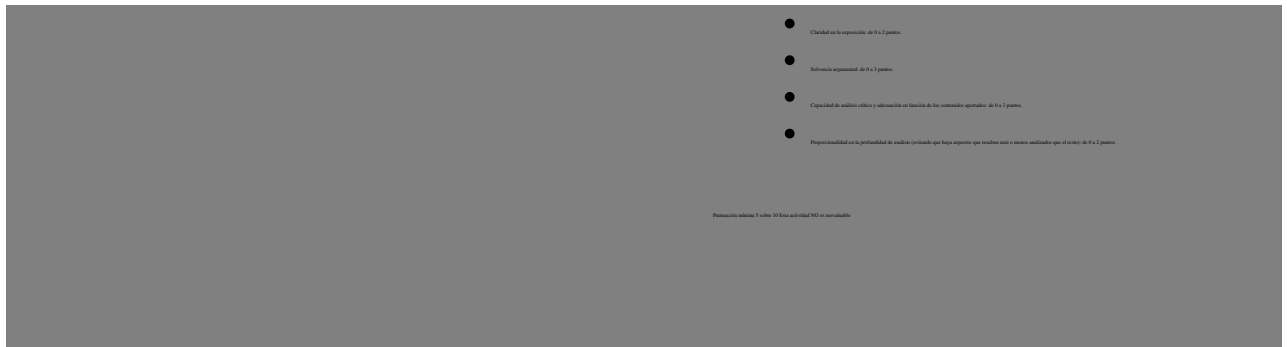 Claridad en la exposición: de 0 a 2 puntos.
Solvencia argumental: de 0 a 3 puntos.
Capacidad de análisis crítico y adecuación en función de los contenidos aportados: de 0 a 3 puntos.
Proporcionalidad en la profundidad de análisis (evitando que haya aspectos que resulten más o menos analizados que el resto): de 0 a 2 puntos.
Puntuación mínima 5 sobre 10 Esta actividad NO es reevaluable